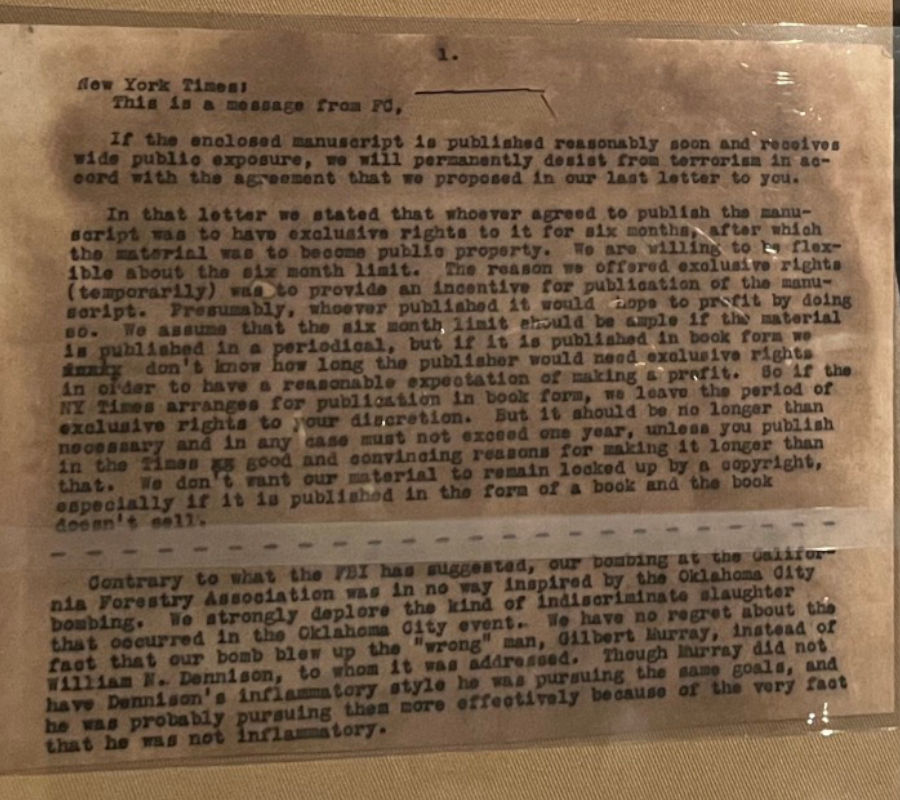 1.
New York Times:
This is a message from FC.
If the enclosed manuscript is published reasonably soon and receives
wide public exposure, we will permanently desist from terrorism in ac-
cord with the agreement that we proposed in our last letter to you.
In that letter we stated that whoever agreed to publish the manu-
script was to have exclusive rights to it for six months, after which
the material was to become public property. We are willing to be flex-
ible about the six month limit. The reason we offered exclusive rights
(temporarily) was to provide an incentive for publication of the manu-
script. Presumably, whoever published it would hope to profit by doing
so. We assume that the six month limit should be ample if the material
is published in a periodical, but if it is published in book form we
don't know how long the publisher would need exclusive rights
in order to have a reasonable expectation of making a profit. So if the
NY Times arranges for publication in book form, we leave the period of
exclusive rights to your discretion. But it should be no longer than
necessary and in any case must not exceed one year, unless you publish
in the Times good and convincing reasons for making it longer than
that. We don't want our material to remain locked up by a copyright,
especially if it is published in the form of a book and the book
doesn't sell.
Contrary to what the FBI has suggested, our bombing at the Califor-
nia Forestry Association was in no way inspired by the Oklahoma City
bombing. We strongly deplore the kind of indiscriminate slaughter
that occurred in the Oklahoma City event. We have no regret about the
fact that our bomb blew up the "wrong" man, Gilbert Murray, instead of
William N. Dennison, to whom it was addressed. Though Murray did not
have Dennison's inflammatory style he was pursuing the same goals, and
he was probably pursuing them more effectively because of the very fact
that he was not inflammatory.